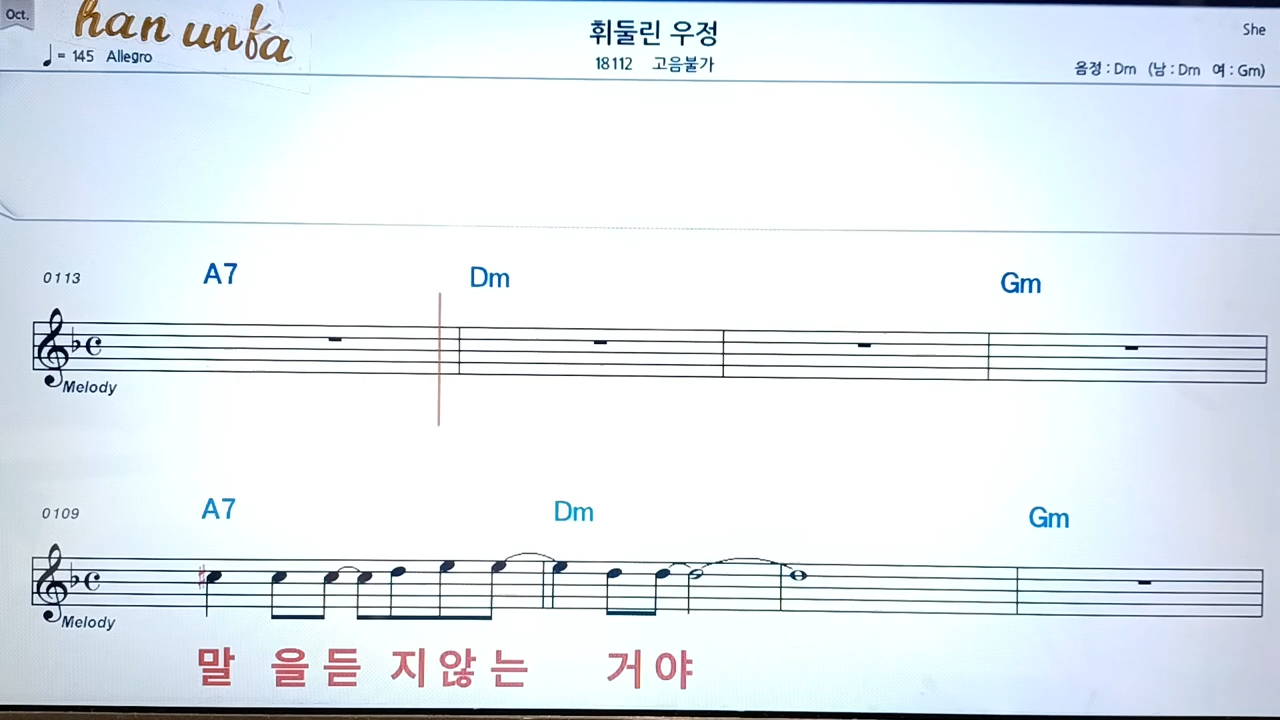 Oct.
han unfa
휘둘린 우정
She
♩= 145 Allegro
18112 고음불가
음정 : Dm (남 : Dm 여 : Gm)
0113 A7 Dm Gm
Melody
0109 A7 Dm Gm
Melody
말 을듣 지않는 거야